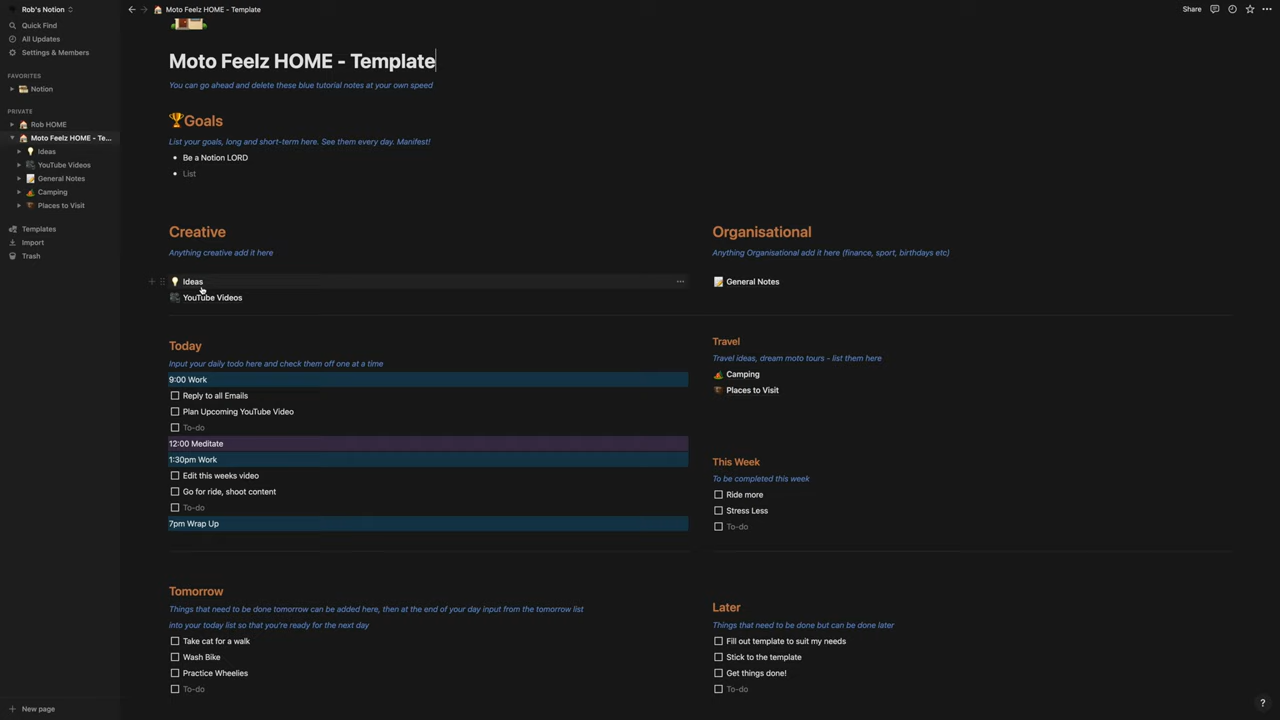 Rob's Notion
Quick Find
All Updates
Settings & Members
FAVORITES
Notion
PRIVATE
Rob HOME
Moto Feelz HOME - Te...
Ideas
YouTube Videos
General Notes
Camping
Places to Visit
Templates
Import
Trash
New page
Moto Feelz HOME - Template
Share
Moto Feelz HOME - Template
You can go ahead and delete these blue tutorial notes at your own speed
Goals
List your goals, long and short-term here. See them every day. Manifest!
Be a Notion LORD
List
Creative
Anything creative add it here
Ideas
YouTube Videos
Organisational
Anything Organisational add it here (finance, sport, birthdays etc)
General Notes
Today
Input your daily todo here and check them off one at a time
9:00 Work
Reply to all Emails
Plan Upcoming YouTube Video
To-do
12:00 Meditate
1:30pm Work
Edit this weeks video
Go for ride, shoot content
To-do
7pm Wrap Up
Travel
Travel ideas, dream moto tours - list them here
Camping
Places to Visit
This Week
To be completed this week
Ride more
Stress Less
To-do
Tomorrow
Things that need to be done tomorrow can be added here, then at the end of your day input from the tomorrow list
into your today list so that you're ready for the next day
Take cat for a walk
Wash Bike
Practice Wheelies
To-do
Later
Things that need to be done but can be done later
Fill out template to suit my needs
Stick to the template
Get things done!
To-do
?